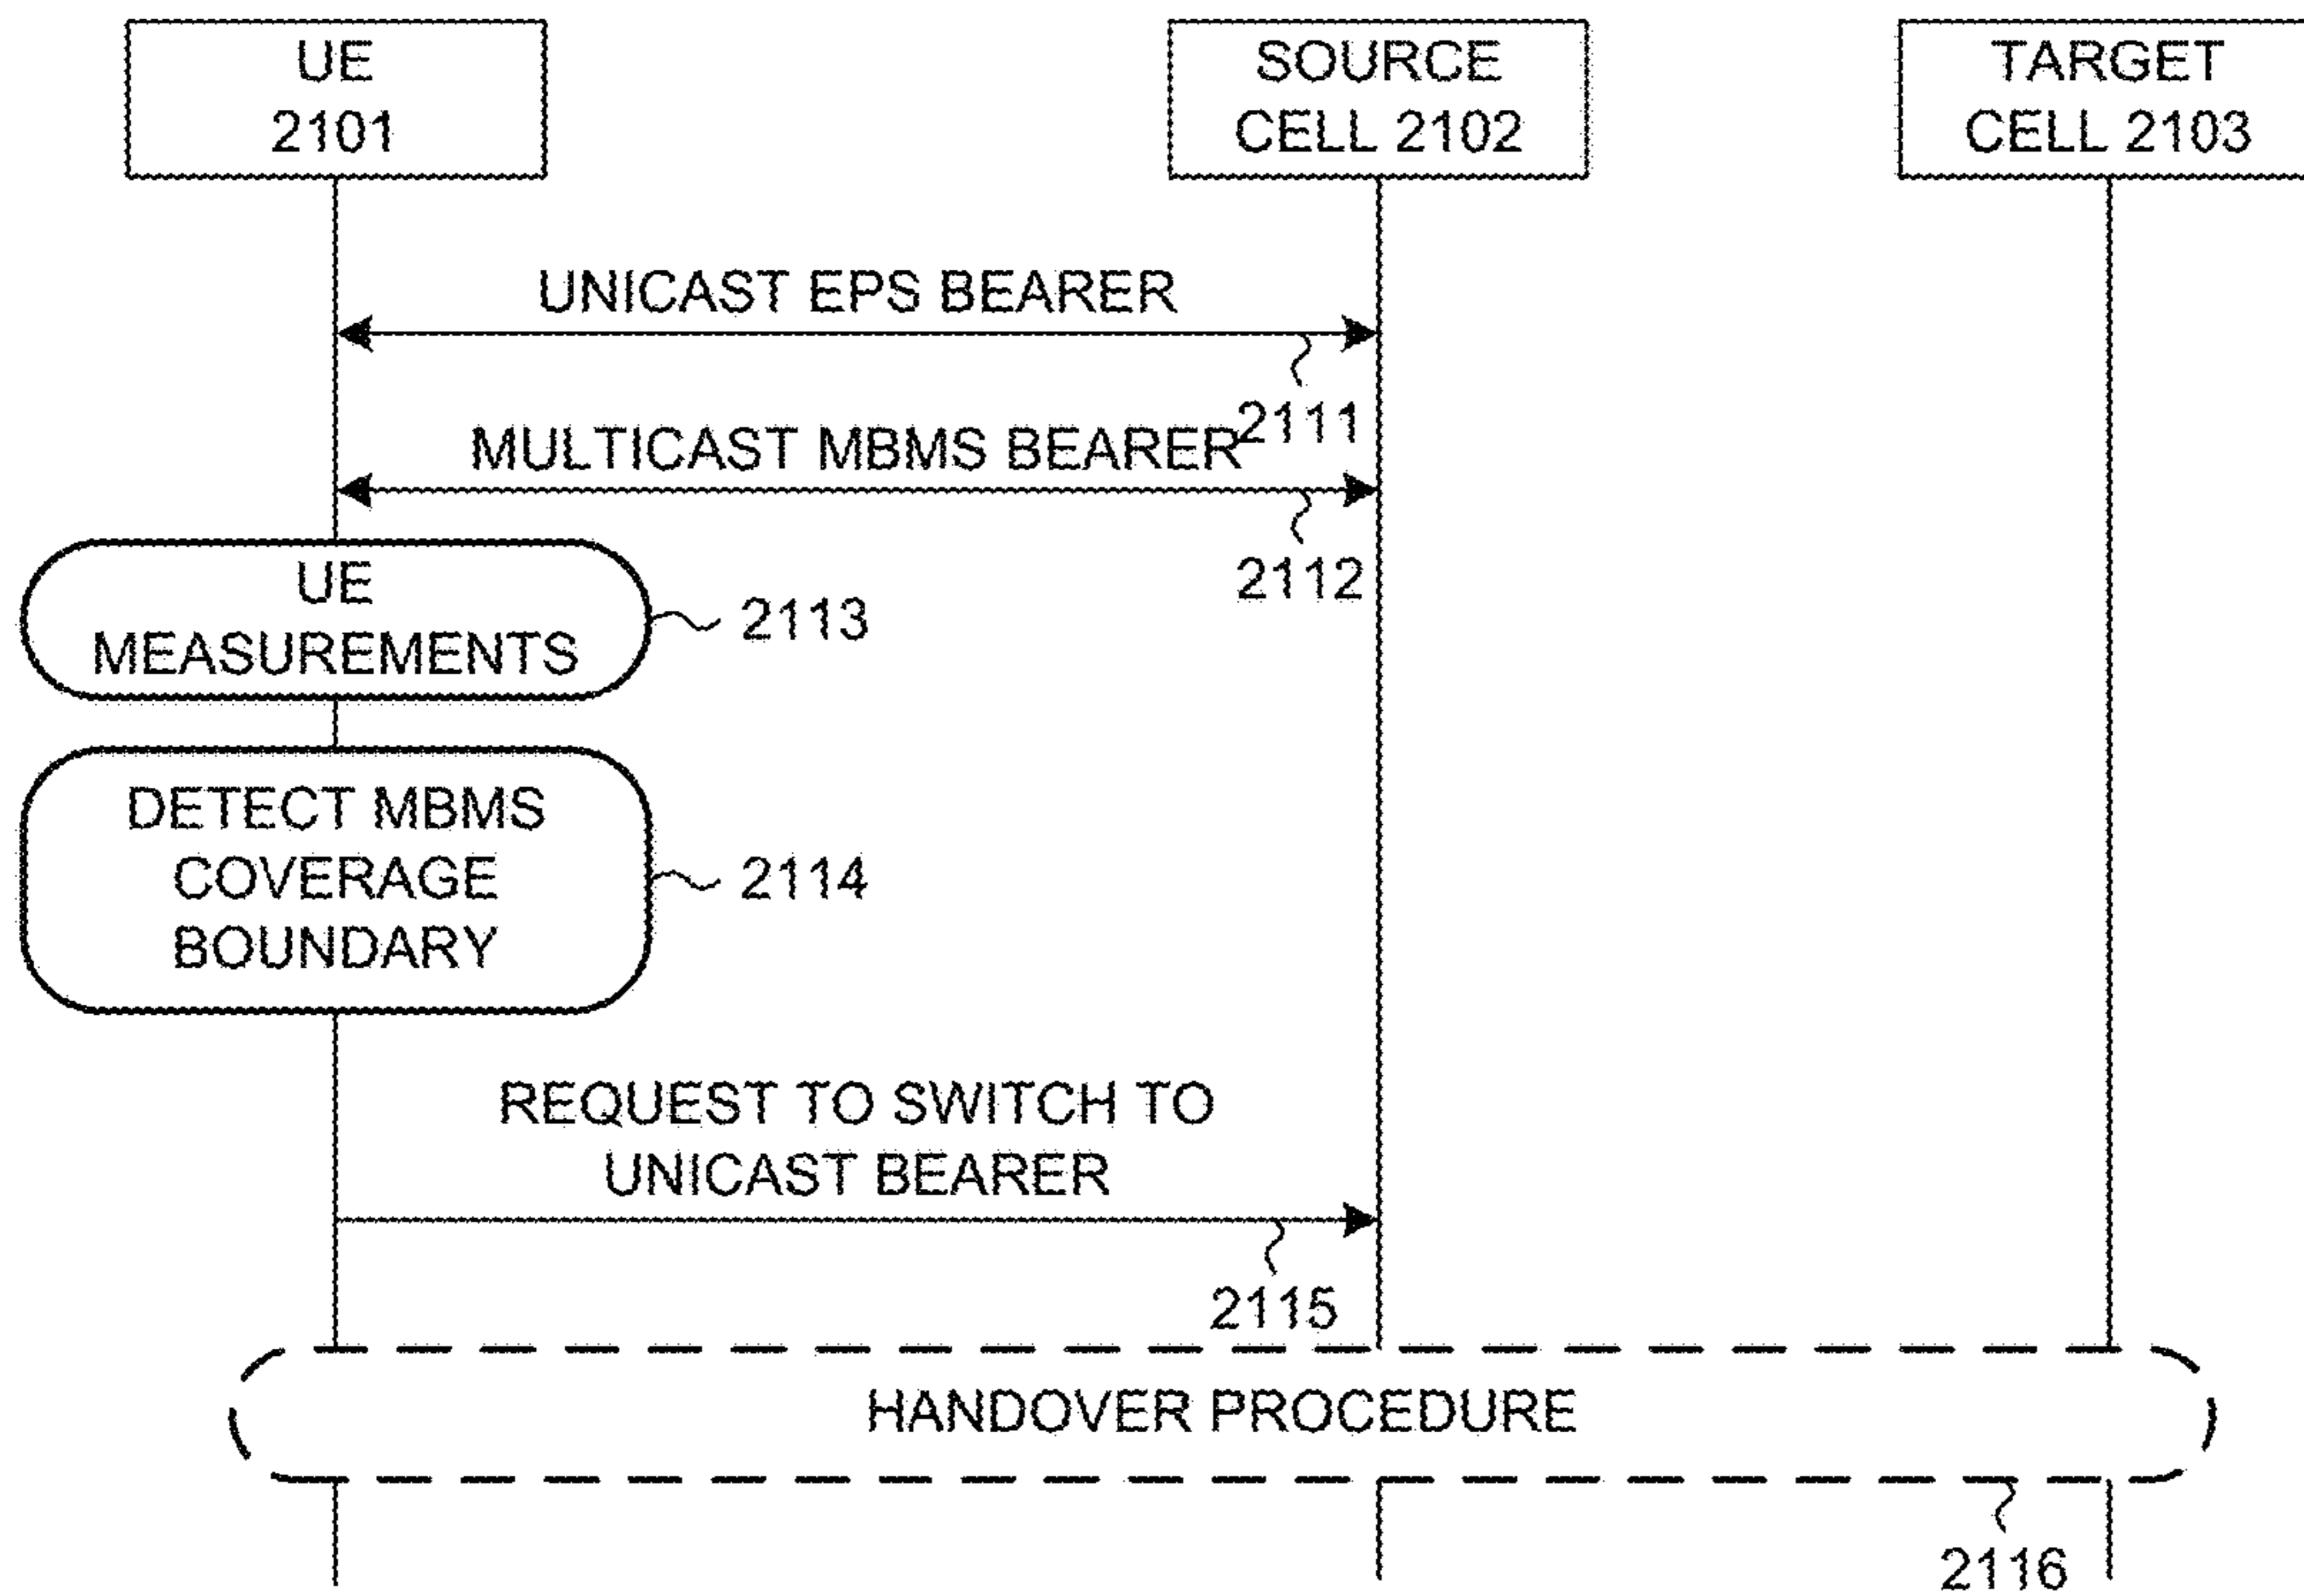 UE
2101
SOURCE
CELL 2102
TARGET
CELL 2103
UNICAST EPS BEARER
2111
MULTICAST MBMS BEARER
2112
UE
MEASUREMENTS
2113
DETECT MBMS
COVERAGE
BOUNDARY
2114
REQUEST TO SWITCH TO
UNICAST BEARER
2115
HANDOVER PROCEDURE
2116